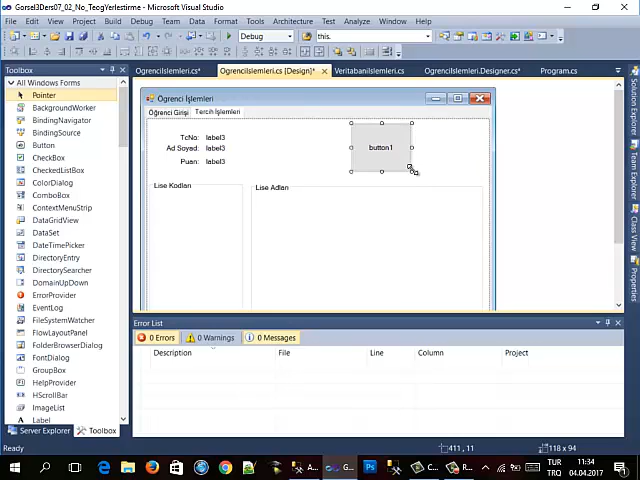 Gorsel3Ders07_02_No_TeogYerlestirme - Microsoft Visual Studio
File Edit View Project Build Debug Team Data Format Tools Architecture Test Analyze Window Help
Debug this.
Toolbox
OgrenciIslemleri.cs* OgrenciIslemleri.cs [Design]* VeritabaniIslemleri.cs OgrenciIslemleri.Designer.cs* Program.cs
All Windows Forms
Pointer
BackgroundWorker
BindingNavigator
BindingSource
Button
CheckBox
CheckedListBox
ColorDialog
ComboBox
ContextMenuStrip
DataGridView
DataSet
DateTimePicker
DirectoryEntry
DirectorySearcher
DomainUpDown
ErrorProvider
EventLog
FileSystemWatcher
FlowLayoutPanel
FolderBrowserDialog
FontDialog
GroupBox
HelpProvider
HScrollBar
ImageList
Label
Server Explorer Toolbox
Öğrenci İşlemleri
Öğrenci Girişi Tercih İşlemleri
TcNo: label3
Ad Soyad: label3
Puan: label3
button1
Lise Kodları Lise Adları
Solution Explorer
Team Explorer
Class View
Properties
Error List
0 Errors 0 Warnings 0 Messages
Description File Line Column Project
Ready 411 , 11 118 x 94
A... G... C... R...
TUR 11:34
TRQ 04.04.2017